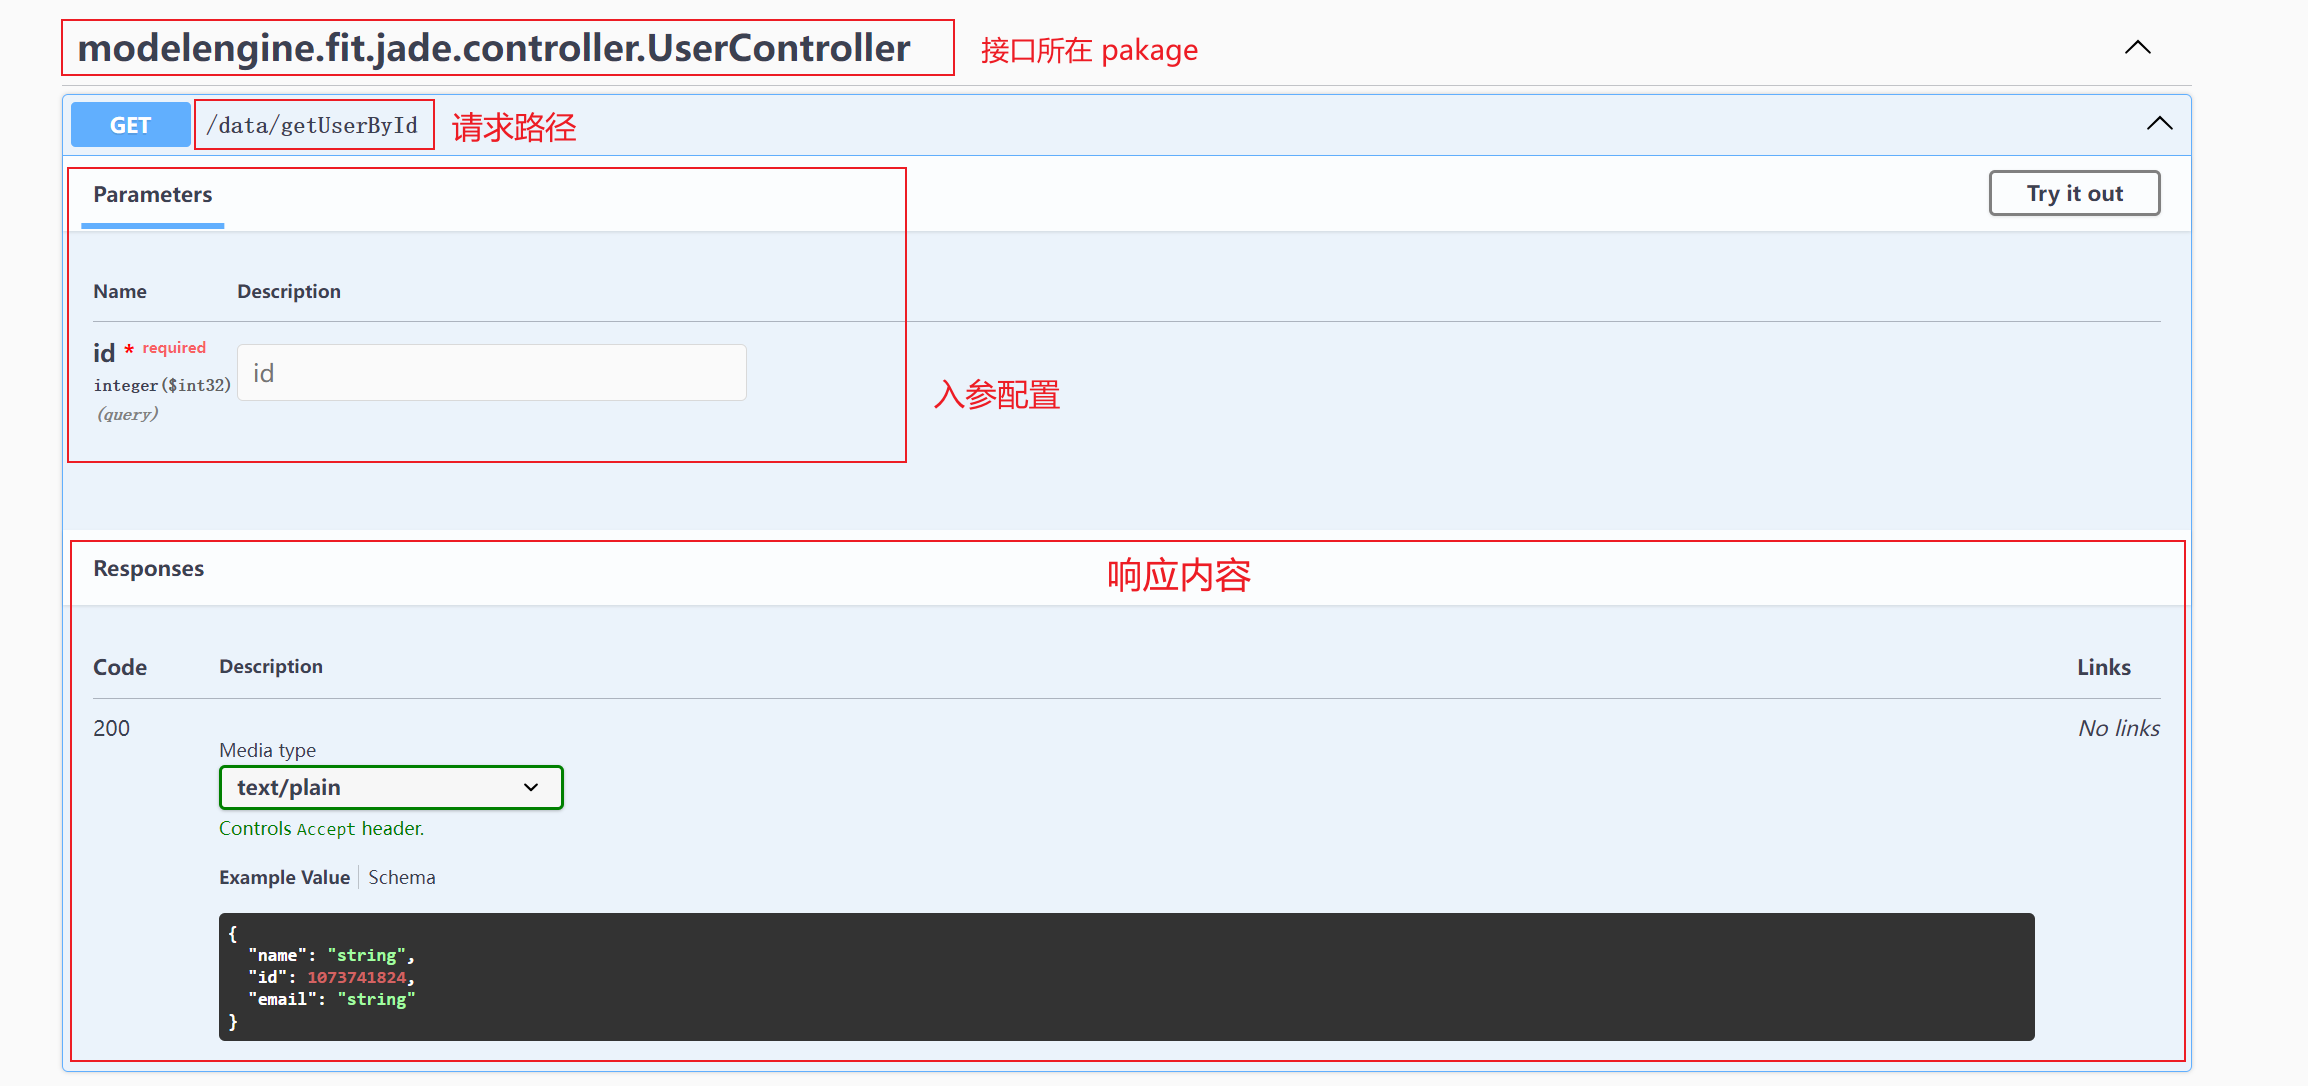 modelengine.fit.jade.controller.UserController 接口所在 pakage
GET /data/getUserById 请求路径
Parameters Try it out
Name Description
id * required
id
integer($int32)
(query)
入参配置
Responses 响应内容
Code Description Links
200 No links
Media type
text/plain
Controls Accept header.
Example Value Schema
{
"name": "string",
"id": 1073741824,
"email": "string"
}